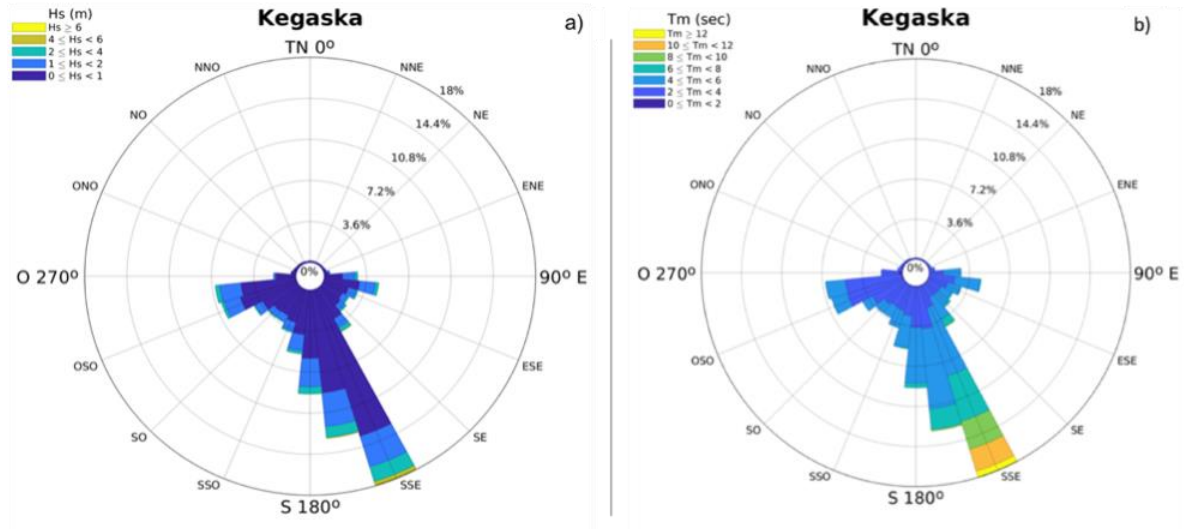 Hs (m)
Hs ≥ 6
4 ≤ Hs < 6
2 ≤ Hs < 4
1 ≤ Hs < 2
0 ≤ Hs < 1
Kegaska
a)
TN 0º
NNO
NNE
NO
NE
ONO
ENE
O 270º
90º E
OSO
ESE
SO
SE
SSO
SSE
S 180º
18%
14.4%
10.8%
7.2%
3.6%
0%
Tm (sec)
Tm ≥ 12
10 ≤ Tm < 12
8 ≤ Tm < 10
6 ≤ Tm < 8
4 ≤ Tm < 6
2 ≤ Tm < 4
0 ≤ Tm < 2
Kegaska
b)
TN 0º
NNO
NNE
NO
NE
ONO
ENE
O 270º
90º E
OSO
ESE
SO
SE
SSO
SSE
S 180º
18%
14.4%
10.8%
7.2%
3.6%
0%